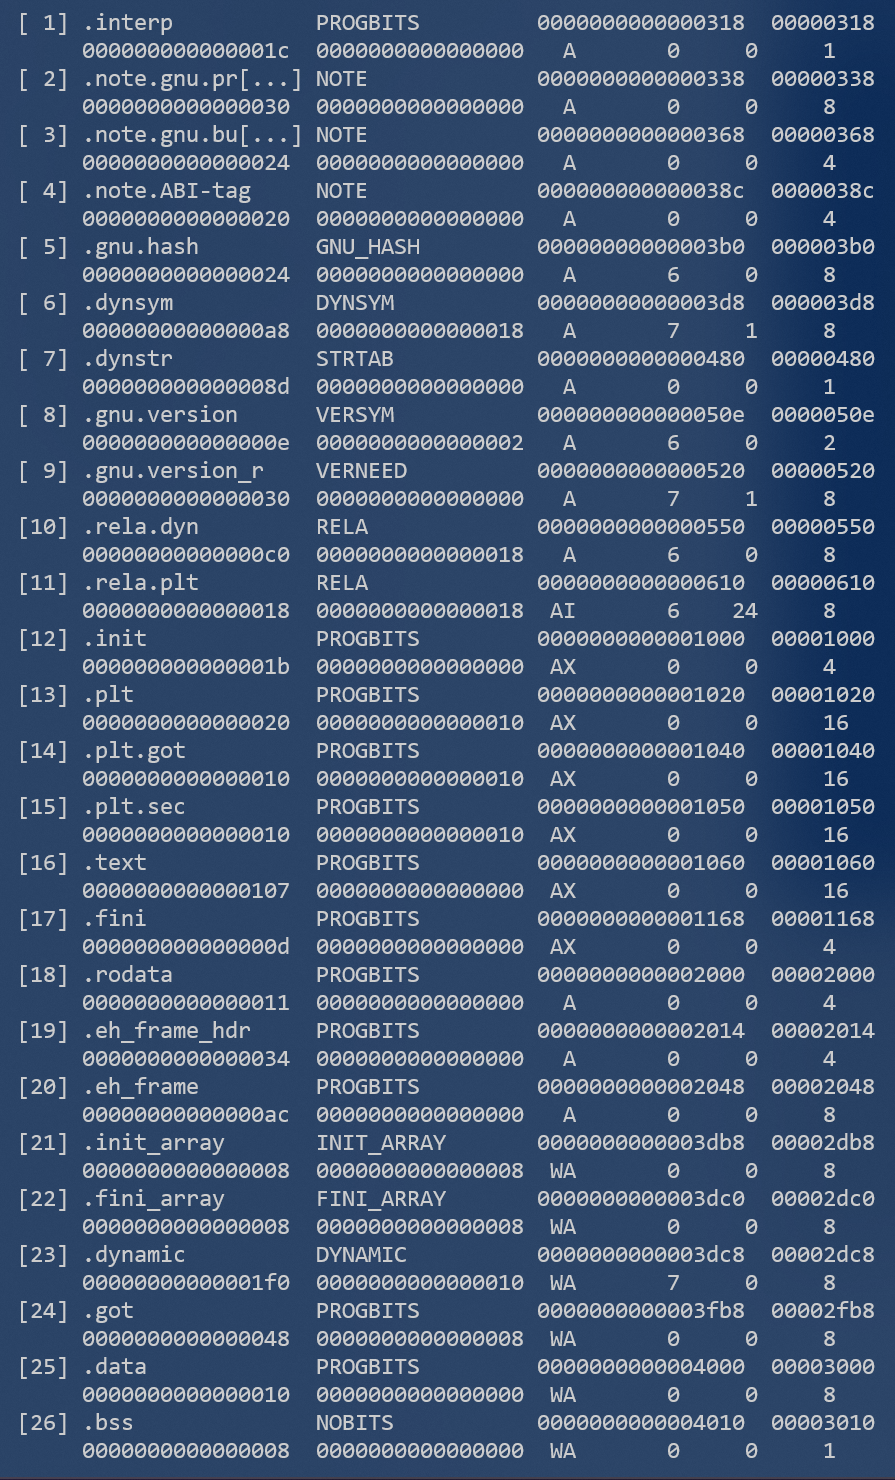 [ 1] .interp           PROGBITS         0000000000000318  00000318
     000000000000001c  0000000000000000   A       0     0     1
[ 2] .note.gnu.pr[...] NOTE             0000000000000338  00000338
     0000000000000030  0000000000000000   A       0     0     8
[ 3] .note.gnu.bu[...] NOTE             0000000000000368  00000368
     0000000000000024  0000000000000000   A       0     0     4
[ 4] .note.ABI-tag     NOTE             000000000000038c  0000038c
     0000000000000020  0000000000000000   A       0     0     4
[ 5] .gnu.hash         GNU_HASH         00000000000003b0  000003b0
     0000000000000024  0000000000000000   A       6     0     8
[ 6] .dynsym           DYNSYM           00000000000003d8  000003d8
     00000000000000a8  0000000000000018   A       7     1     8
[ 7] .dynstr           STRTAB           0000000000000480  00000480
     000000000000008d  0000000000000000   A       0     0     1
[ 8] .gnu.version      VERSYM           000000000000050e  0000050e
     000000000000000e  0000000000000002   A       6     0     2
[ 9] .gnu.version_r    VERNEED          0000000000000520  00000520
     0000000000000030  0000000000000000   A       7     1     8
[10] .rela.dyn         RELA             0000000000000550  00000550
     00000000000000c0  0000000000000018   A       6     0     8
[11] .rela.plt         RELA             0000000000000610  00000610
     0000000000000018  0000000000000018  AI       6    24     8
[12] .init             PROGBITS         0000000000001000  00001000
     000000000000001b  0000000000000000  AX       0     0     4
[13] .plt              PROGBITS         0000000000001020  00001020
     0000000000000020  0000000000000010  AX       0     0     16
[14] .plt.got          PROGBITS         0000000000001040  00001040
     0000000000000010  0000000000000010  AX       0     0     16
[15] .plt.sec          PROGBITS         0000000000001050  00001050
     0000000000000010  0000000000000010  AX       0     0     16
[16] .text             PROGBITS         0000000000001060  00001060
     0000000000000107  0000000000000000  AX       0     0     16
[17] .fini             PROGBITS         0000000000001168  00001168
     000000000000000d  0000000000000000  AX       0     0     4
[18] .rodata           PROGBITS         0000000000002000  00002000
     0000000000000011  0000000000000000   A       0     0     4
[19] .eh_frame_hdr     PROGBITS         0000000000002014  00002014
     0000000000000034  0000000000000000   A       0     0     4
[20] .eh_frame         PROGBITS         0000000000002048  00002048
     00000000000000ac  0000000000000000   A       0     0     8
[21] .init_array       INIT_ARRAY       0000000000003db8  00002db8
     0000000000000008  0000000000000008  WA       0     0     8
[22] .fini_array       FINI_ARRAY       0000000000003dc0  00002dc0
     0000000000000008  0000000000000008  WA       0     0     8
[23] .dynamic          DYNAMIC          0000000000003dc8  00002dc8
     00000000000001f0  0000000000000010  WA       7     0     8
[24] .got              PROGBITS         0000000000003fb8  00002fb8
     0000000000000048  0000000000000008  WA       0     0     8
[25] .data             PROGBITS         0000000000004000  00003000
     0000000000000010  0000000000000000  WA       0     0     8
[26] .bss              NOBITS           0000000000004010  00003010
     0000000000000008  0000000000000000  WA       0     0     1